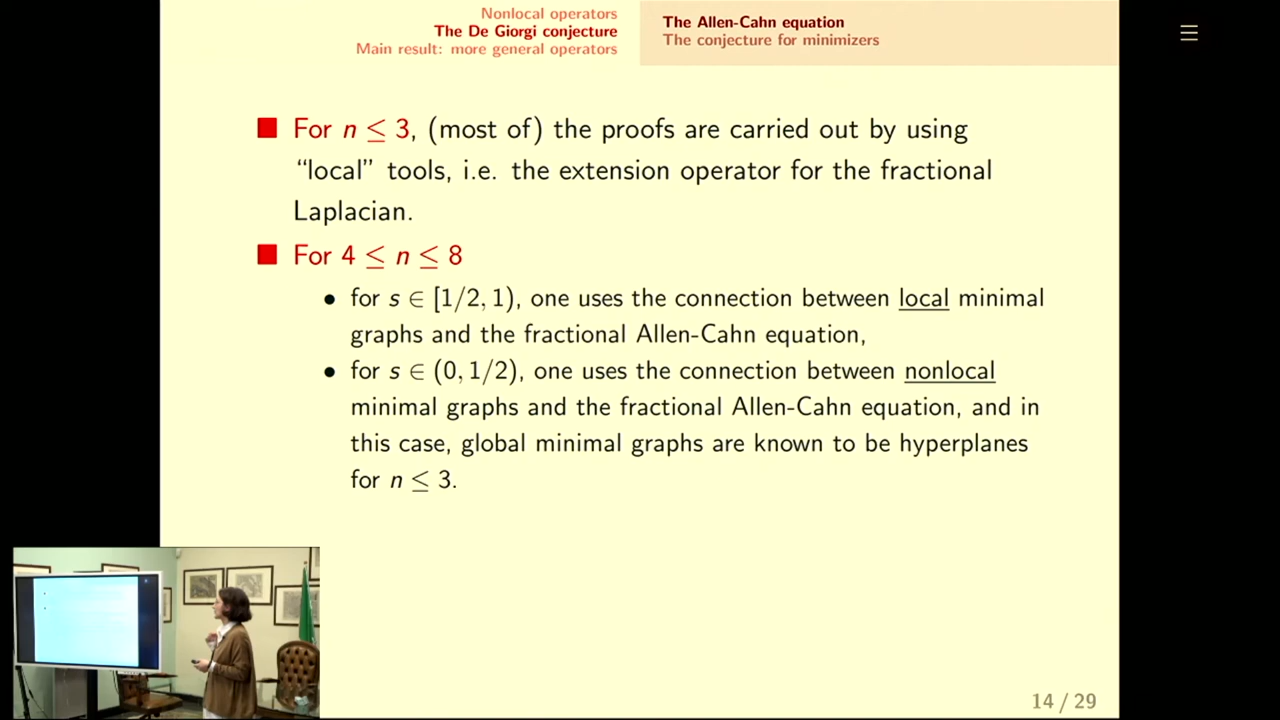 Nonlocal operators
The De Giorgi conjecture
Main result: more general operators
The Allen-Cahn equation
The conjecture for minimizers
For n ≤ 3, (most of) the proofs are carried out by using
“local” tools, i.e. the extension operator for the fractional
Laplacian.
For 4 ≤ n ≤ 8
• for s ∈ [1/2, 1), one uses the connection between local minimal
graphs and the fractional Allen-Cahn equation,
• for s ∈ (0, 1/2), one uses the connection between nonlocal
minimal graphs and the fractional Allen-Cahn equation, and in
this case, global minimal graphs are known to be hyperplanes
for n ≤ 3.
14 / 29